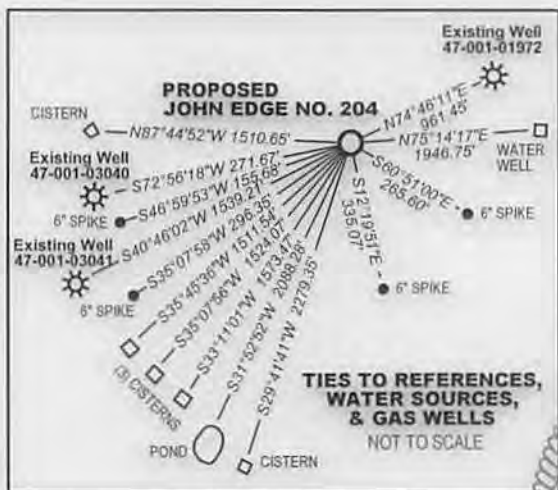 Existing Well
47-001-01972
PROPOSED
JOHN EDGE NO. 204
CISTERN
N87°44'52"W 1510.65'
N74°46'11"E
961.45'
N75°14'17"E
1946.75'
WATER
WELL
Existing Well
47-001-03040
S72°56'18"W 271.67'
6" SPIKE
S46°59'53"W 155.68'
Existing Well
47-001-03041
S40°46'02"W 1539.21'
6" SPIKE
S35°07'58"W 296.35'
S35°45'36"W 1511.54'
S35°07'56"W 1524.07'
S33°11'01"W 1573.47'
(3) CISTERNS
S31°52'52"W 2088.28'
POND
S29°41'41"W 2279.35'
CISTERN
S12°19'51"E
335.07'
6" SPIKE
S60°51'00"E
265.60'
6" SPIKE
TIES TO REFERENCES,
WATER SOURCES,
& GAS WELLS
NOT TO SCALE